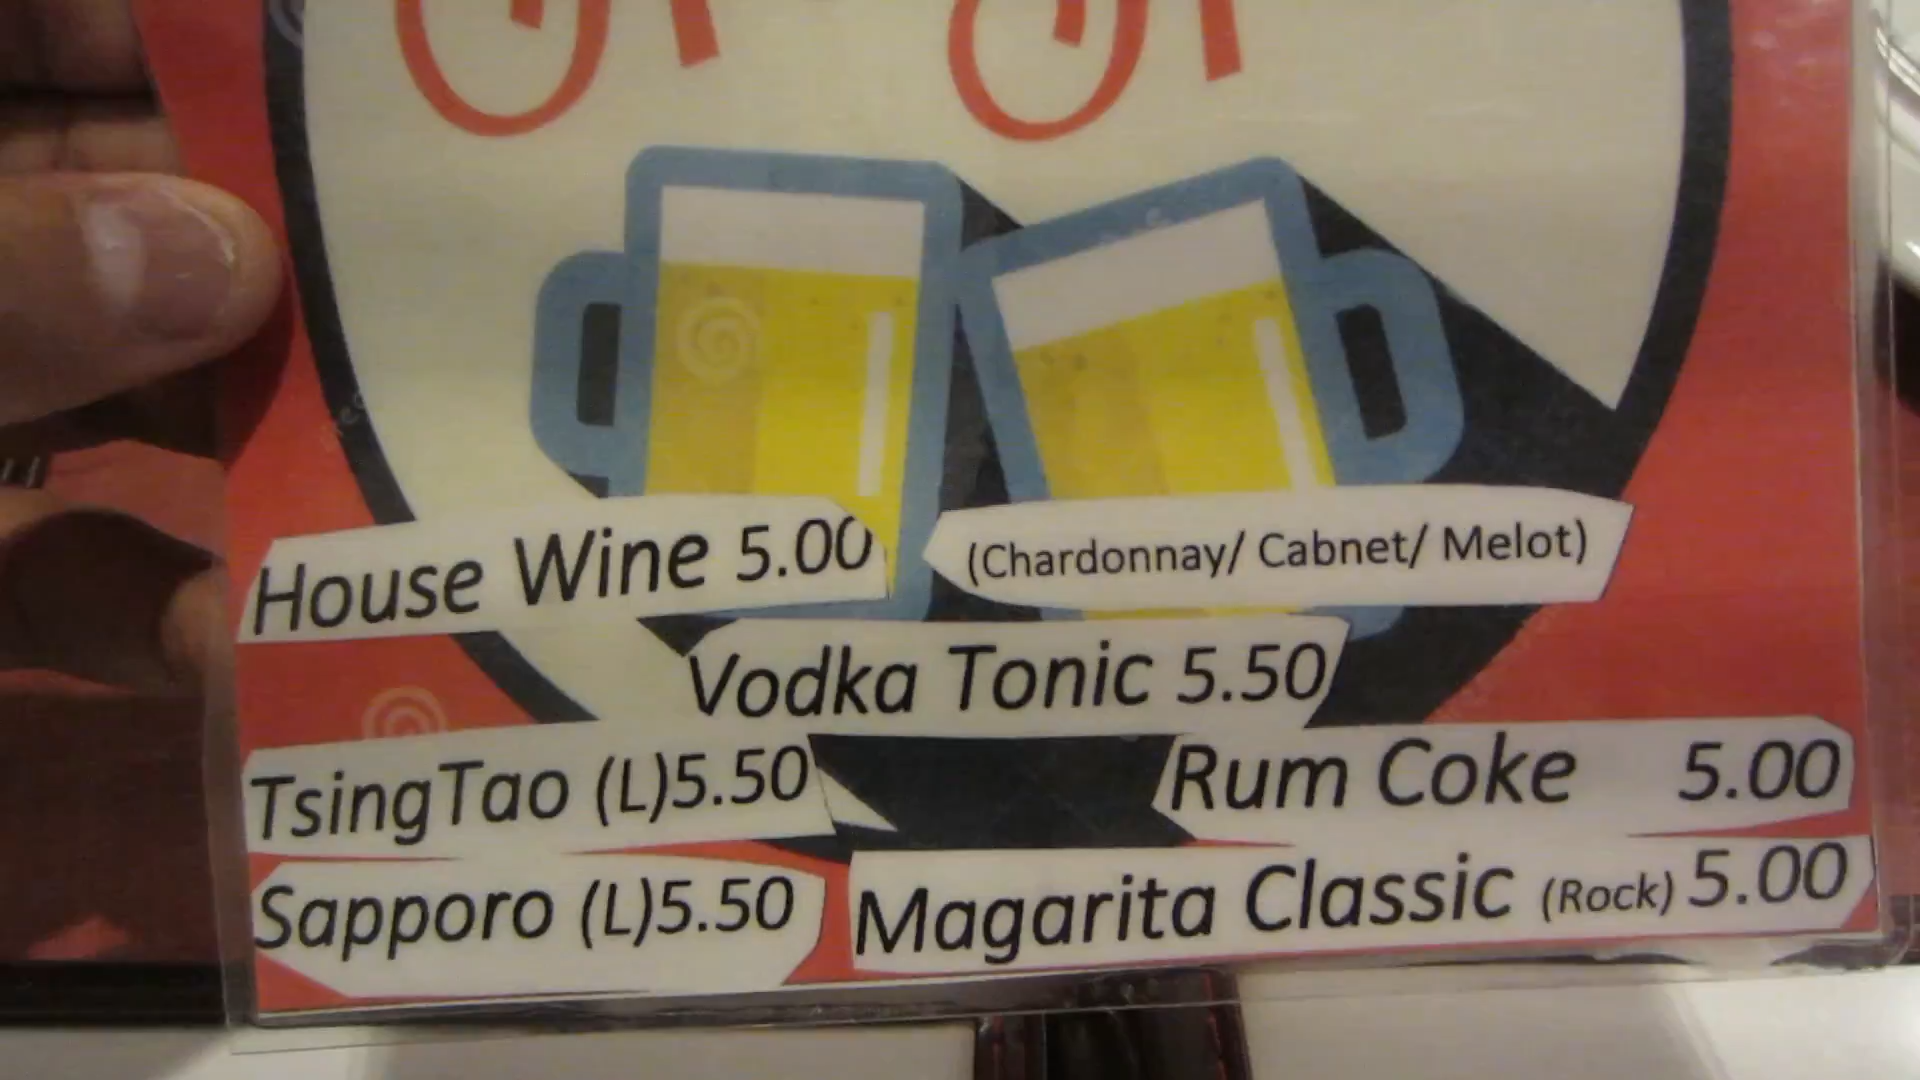 House Wine 5.00 (Chardonnay/ Cabnet/ Melot)
Vodka Tonic 5.50
TsingTao (L)5.50
Rum Coke 5.00
Sapporo (L)5.50
Magarita Classic (Rock) 5.00